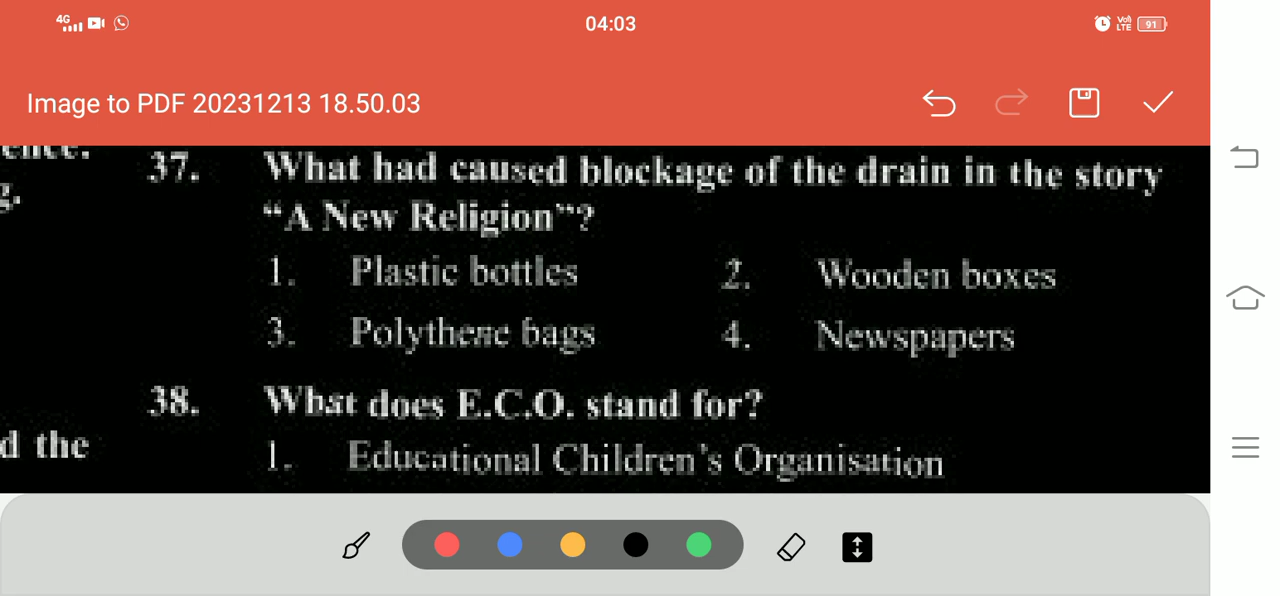 4G 04:03 Vo) LTE 91
Image to PDF 20231213 18.50.03
ence.
37. What had caused blockage of the drain in the story
g.
“A New Religion”?
1. Plastic bottles 2. Wooden boxes
3. Polythene bags 4. Newspapers
38. What does E.C.O. stand for?
d the
1. Educational Children’s Organisation